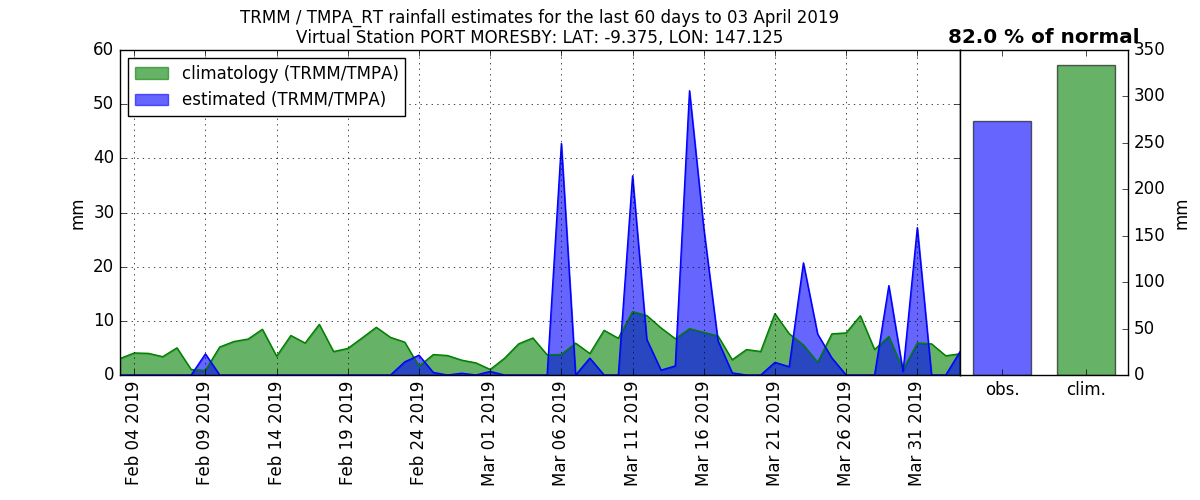 TRMM / TMPA_RT rainfall estimates for the last 60 days to 03 April 2019
Virtual Station PORT MORESBY: LAT: -9.375, LON: 147.125
82.0 % of normal
climatology (TRMM/TMPA)
estimated (TRMM/TMPA)
60
50
40
30
20
10
0
mm
Feb 04 2019
Feb 09 2019
Feb 14 2019
Feb 19 2019
Feb 24 2019
Mar 01 2019
Mar 06 2019
Mar 11 2019
Mar 16 2019
Mar 21 2019
Mar 26 2019
Mar 31 2019
obs.
clim.
350
300
250
200
150
100
50
0
mm